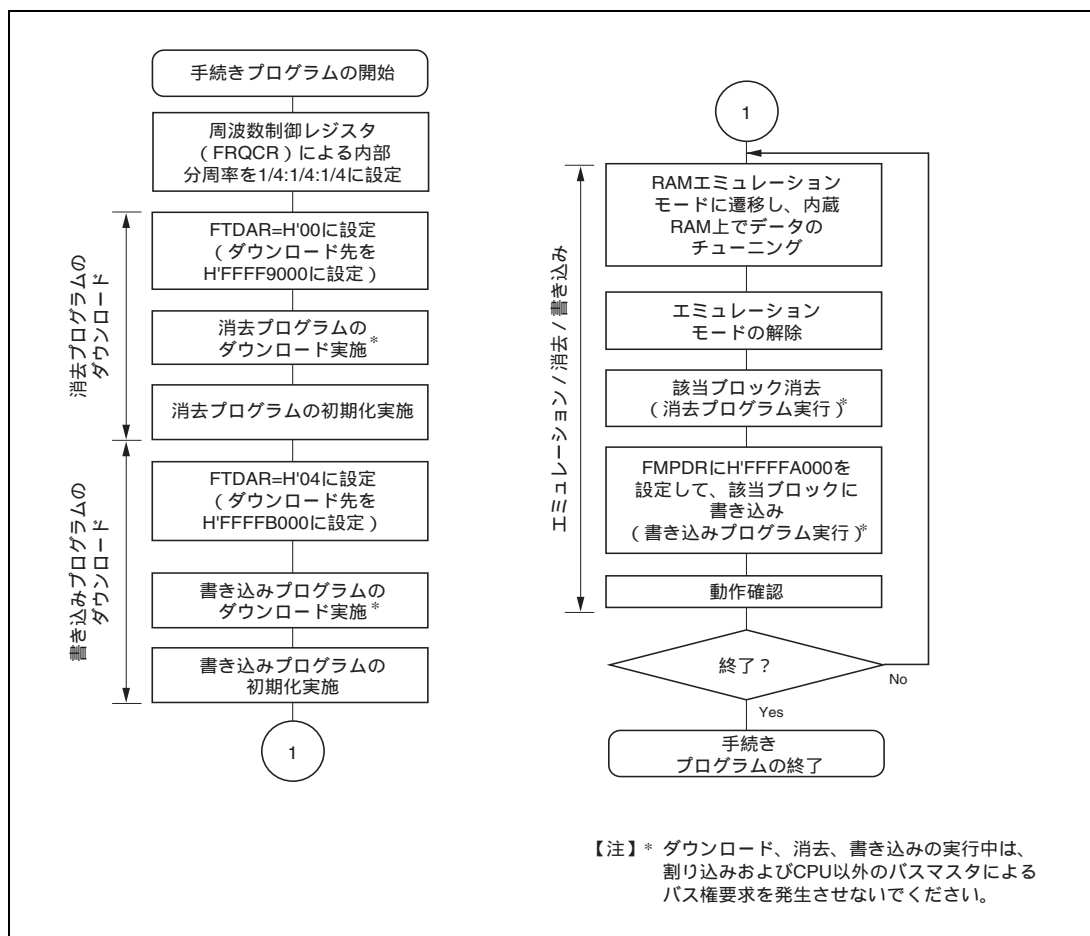 手続きプログラムの開始
周波数制御レジスタ
(FRQCR)による内部
分周率を1/4:1/4:1/4に設定
消去プログラムの
ダウンロード
FTDAR=H'00に設定
(ダウンロード先を
H'FFFF9000に設定)
消去プログラムの
ダウンロード実施*
消去プログラムの初期化実施
書き込みプログラムの
ダウンロード
FTDAR=H'04に設定
(ダウンロード先を
H'FFFFB000に設定)
書き込みプログラムの
ダウンロード実施*
書き込みプログラムの
初期化実施
1
1
エミュレーション/消去/書き込み
RAMエミュレーション
モードに遷移し、内蔵
RAM上でデータの
チューニング
エミュレーション
モードの解除
該当ブロック消去
(消去プログラム実行)*
FMPDRにH'FFFFA000を
設定して、該当ブロックに
書き込み
(書き込みプログラム実行)*
動作確認
終了?
No
Yes
手続き
プログラムの終了
【注】* ダウンロード、消去、書き込みの実行中は、
割り込みおよびCPU以外のバスマスタによる
バス権要求を発生させないでください。